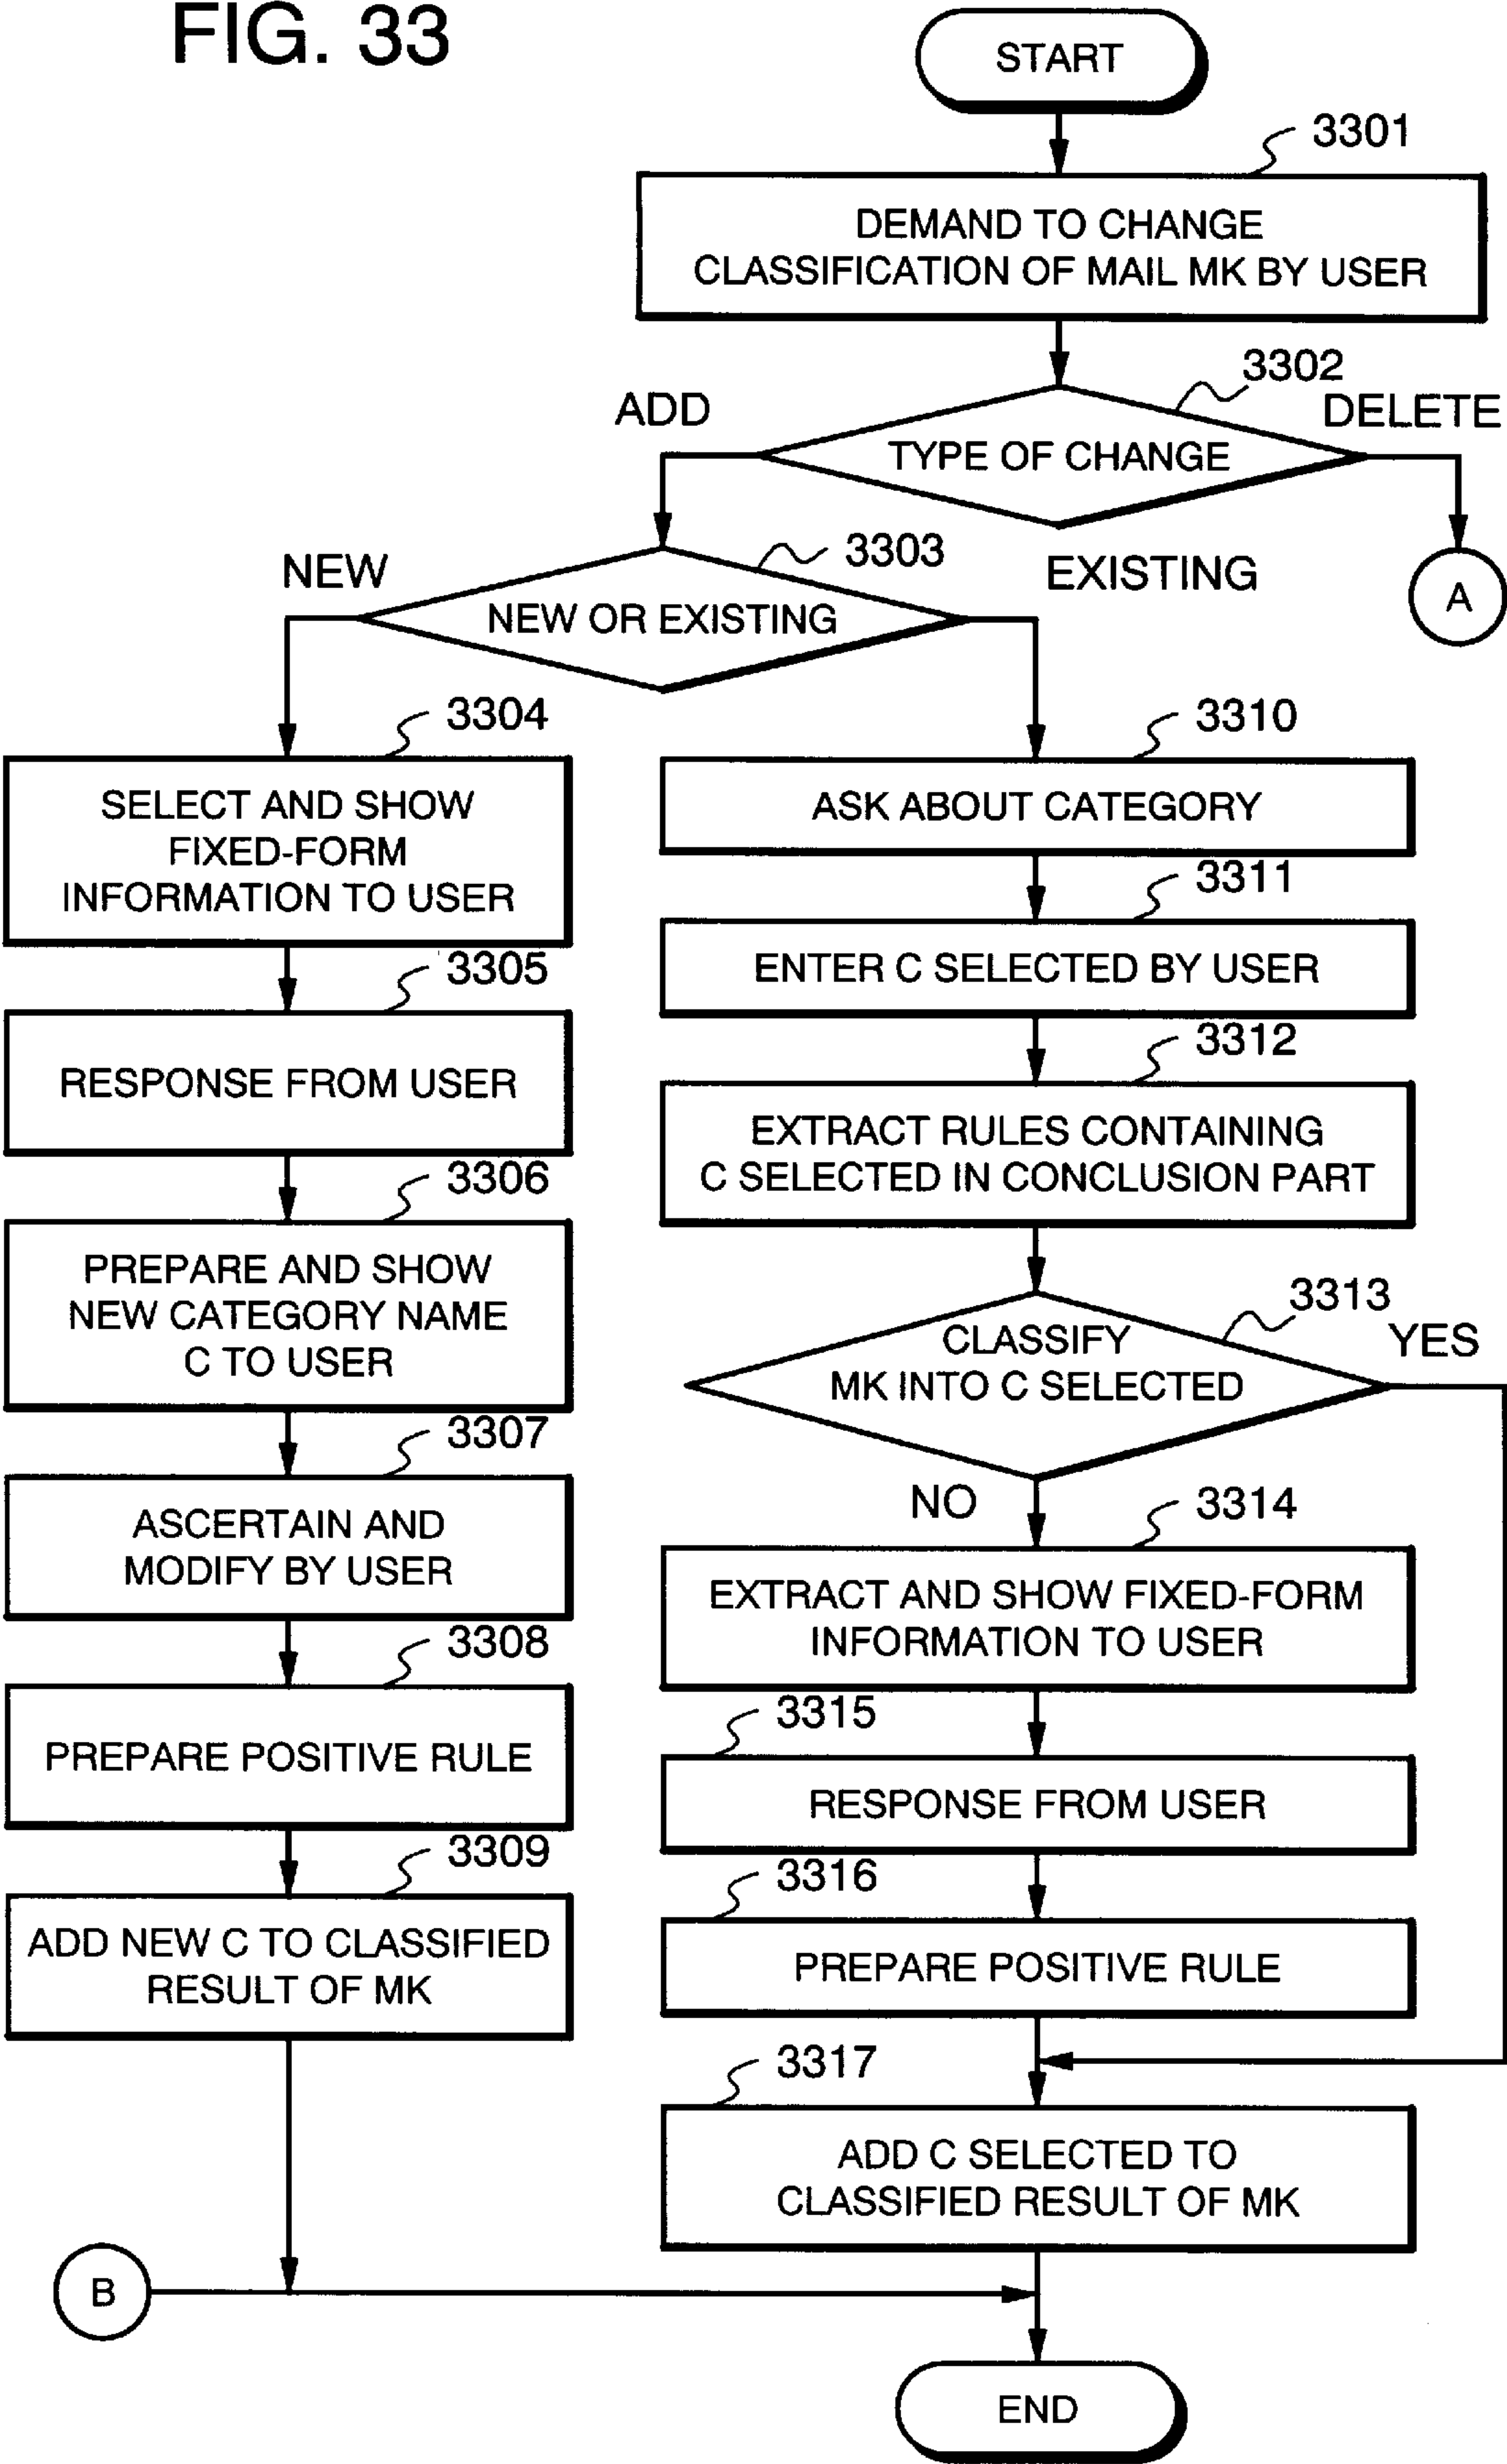 FIG. 33
START
3301
DEMAND TO CHANGE
CLASSIFICATION OF MAIL MK BY USER
3302
ADD
DELETE
TYPE OF CHANGE
A
3303
NEW
EXISTING
NEW OR EXISTING
3304
SELECT AND SHOW
FIXED-FORM
INFORMATION TO USER
3305
RESPONSE FROM USER
3306
PREPARE AND SHOW
NEW CATEGORY NAME
C TO USER
3307
ASCERTAIN AND
MODIFY BY USER
3308
PREPARE POSITIVE RULE
3309
ADD NEW C TO CLASSIFIED
RESULT OF MK
3310
ASK ABOUT CATEGORY
3311
ENTER C SELECTED BY USER
3312
EXTRACT RULES CONTAINING
C SELECTED IN CONCLUSION PART
3313
YES
CLASSIFY
MK INTO C SELECTED
NO
3314
EXTRACT AND SHOW FIXED-FORM
INFORMATION TO USER
3315
RESPONSE FROM USER
3316
PREPARE POSITIVE RULE
3317
ADD C SELECTED TO
CLASSIFIED RESULT OF MK
B
END